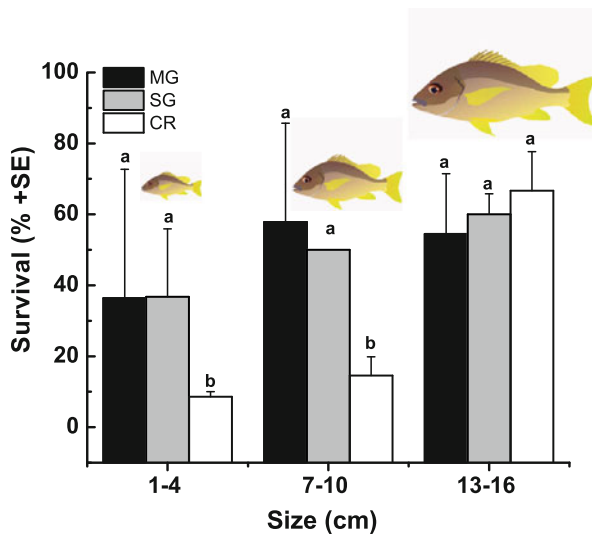 Survival (% +SE)
100
80
60
40
20
0
MG
SG
CR
a
a
b
a
a
b
a
a
a
1-4
7-10
13-16
Size (cm)